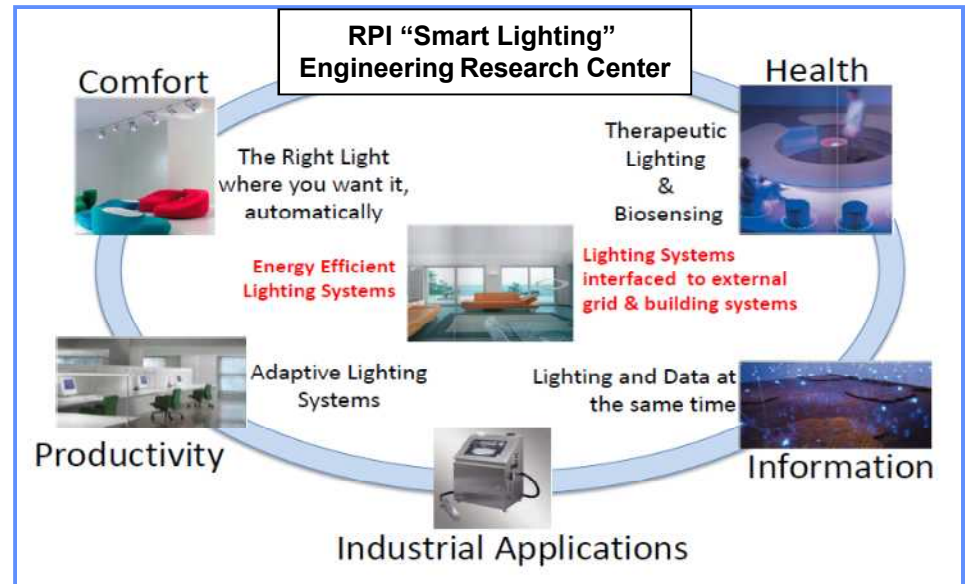 RPI “Smart Lighting”
Engineering Research Center
Comfort
Health
The Right Light
where you want it,
automatically
Therapeutic
Lighting
&
Biosensing
Energy Efficient
Lighting Systems
Lighting Systems
interfaced to external
grid & building systems
Adaptive Lighting
Systems
Lighting and Data at
the same time
Productivity
Information
Industrial Applications